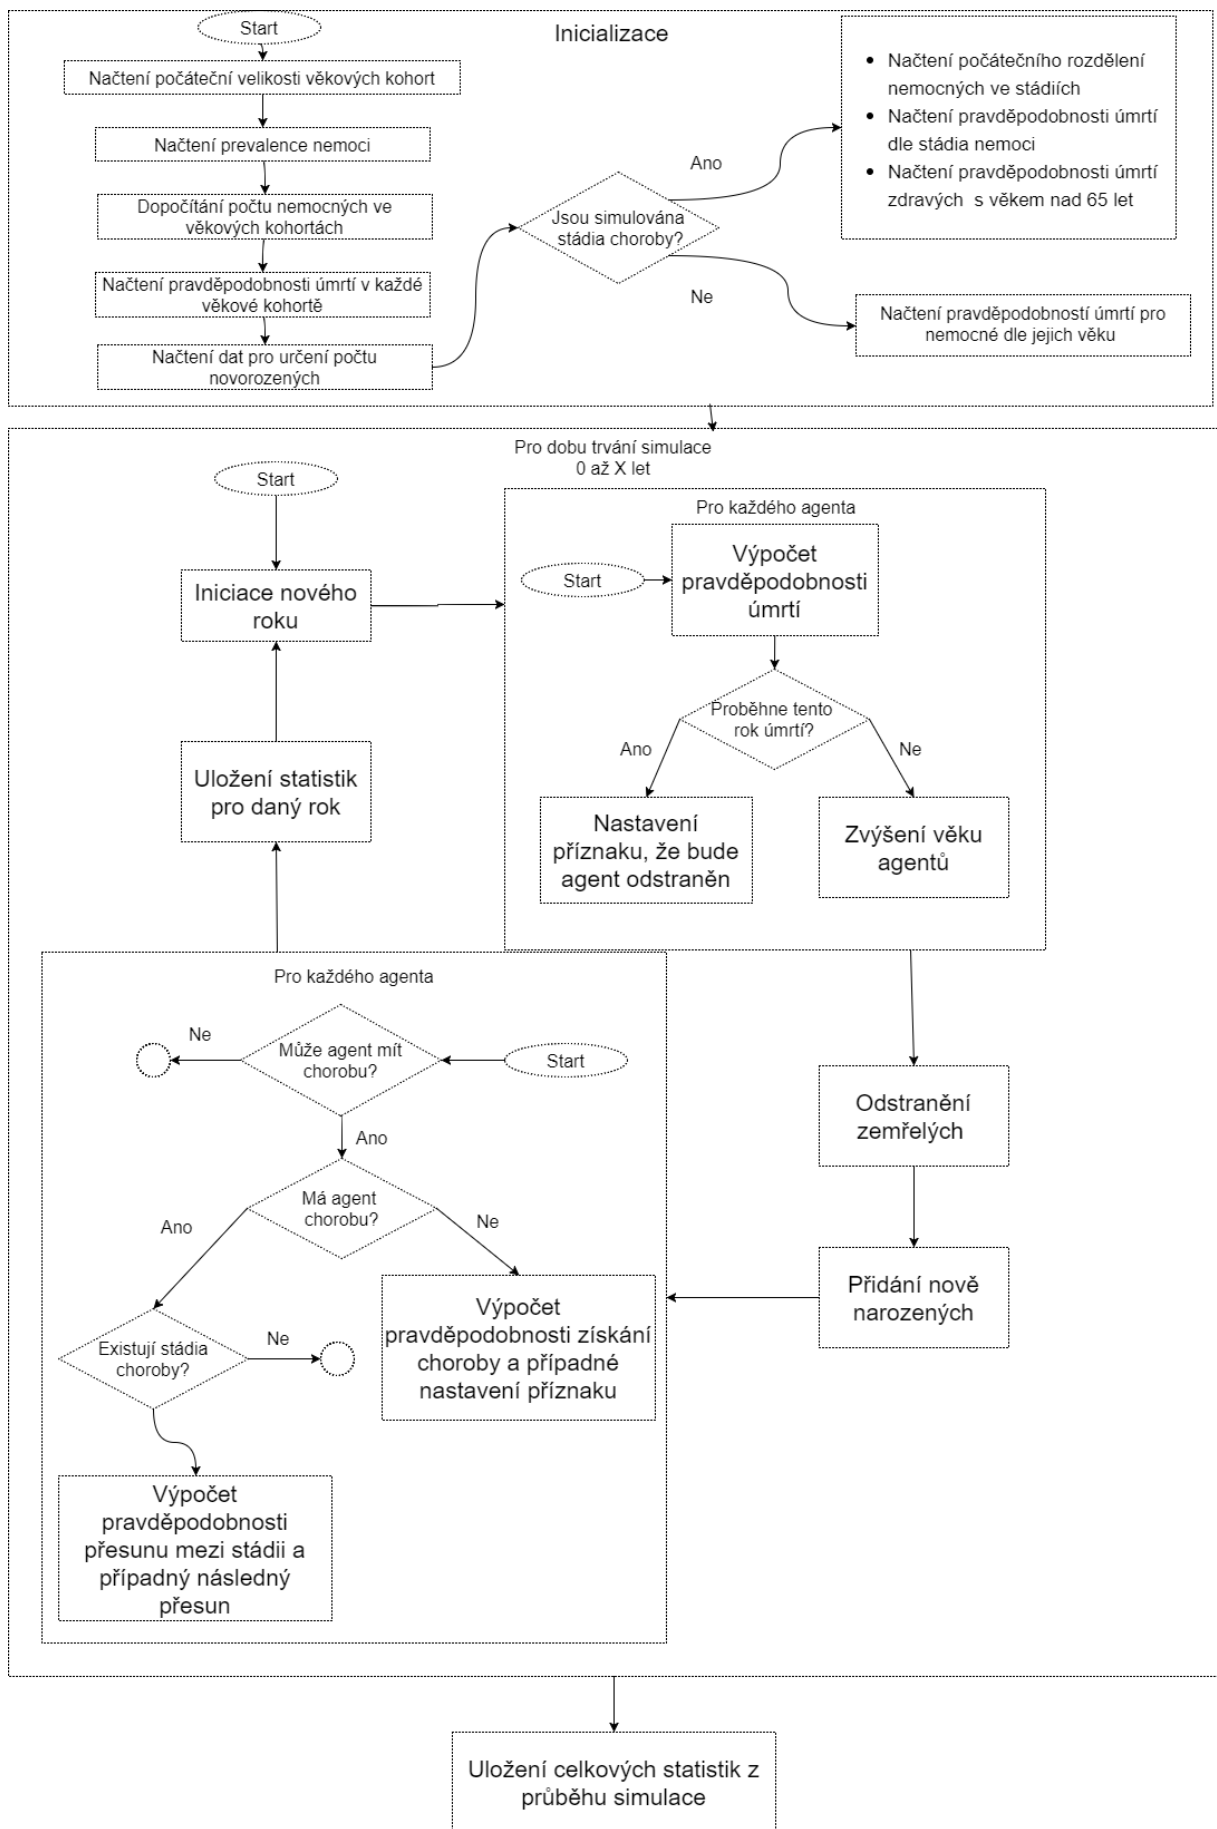 Inicializace
Start
Načtení počáteční velikosti věkových kohort
Načtení prevalence nemoci
Dopočítání počtu nemocných ve
věkových kohortách
Načtení pravděpodobnosti úmrtí v každé
věkové kohortě
Načtení dat pro určení počtu
novorozených
Jsou simulována
stádia choroby?
Ano
Ne
• Načtení počátečního rozdělení
nemocných ve stádiích
• Načtení pravděpodobnosti úmrtí
dle stádia nemoci
• Načtení pravděpodobnosti úmrtí
zdravých s věkem nad 65 let
Načtení pravděpodobností úmrtí pro
nemocné dle jejich věku
Pro dobu trvání simulace
0 až X let
Start
Iniciace nového
roku
Pro každého agenta
Start
Výpočet
pravděpodobnosti
úmrtí
Proběhne tento
rok úmrtí?
Ano
Ne
Nastavení
příznaku, že bude
agent odstraněn
Zvýšení věku
agentů
Uložení statistik
pro daný rok
Odstranění
zemřelých
Přidání nově
narozených
Pro každého agenta
Start
Může agent mít
chorobu?
Ne
Ano
Má agent
chorobu?
Ano
Ne
Výpočet
pravděpodobnosti získání
choroby a případné
nastavení příznaku
Existují stádia
choroby?
Ne
Výpočet
pravděpodobnosti
přesunu mezi stádii a
případný následný
přesun
Uložení celkových statistik z
průběhu simulace